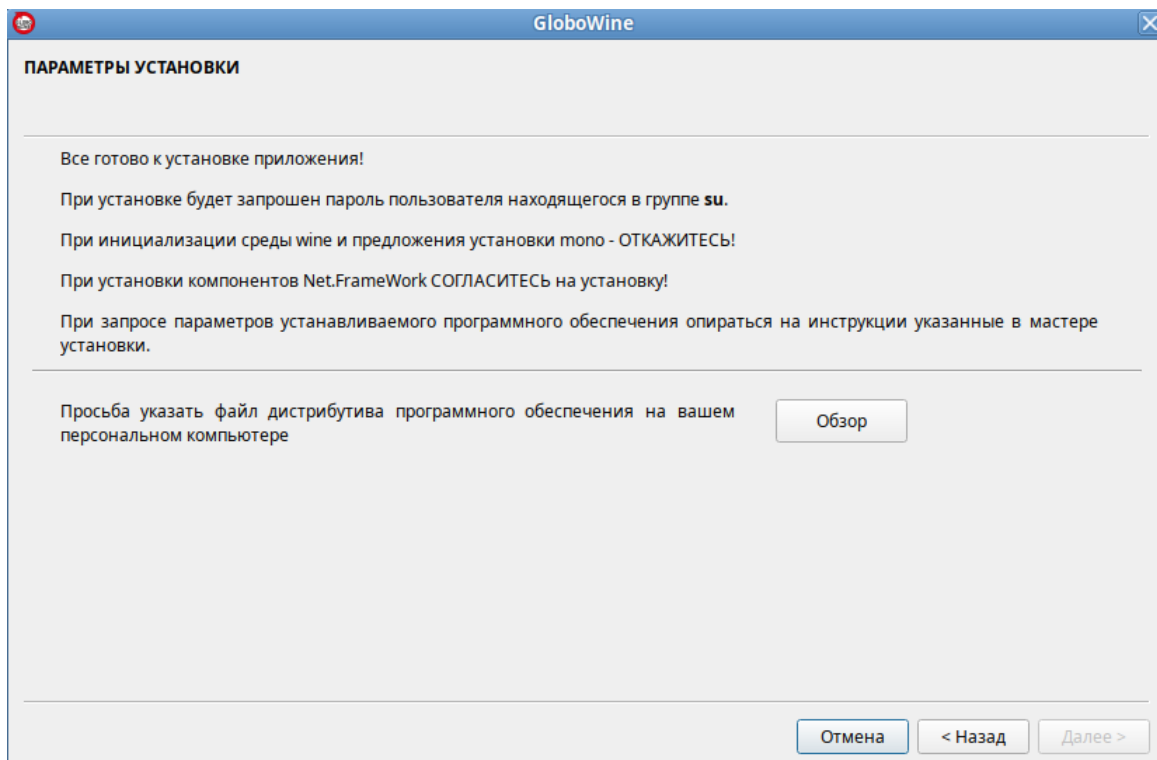 GloboWine
ПАРАМЕТРЫ УСТАНОВКИ
Все готово к установке приложения!
При установке будет запрошен пароль пользователя находящегося в группе su.
При инициализации среды wine и предложения установки mono - ОТКАЖИТЕСЬ!
При установки компонентов Net.FrameWork СОГЛАСИТЕСЬ на установку!
При запросе параметров устанавливаемого программного обеспечения опираться на инструкции указанные в мастере
установки.
Просьба указать файл дистрибутива программного обеспечения на вашем
персональном компьютере
Обзор
Отмена
< Назад
Далее >